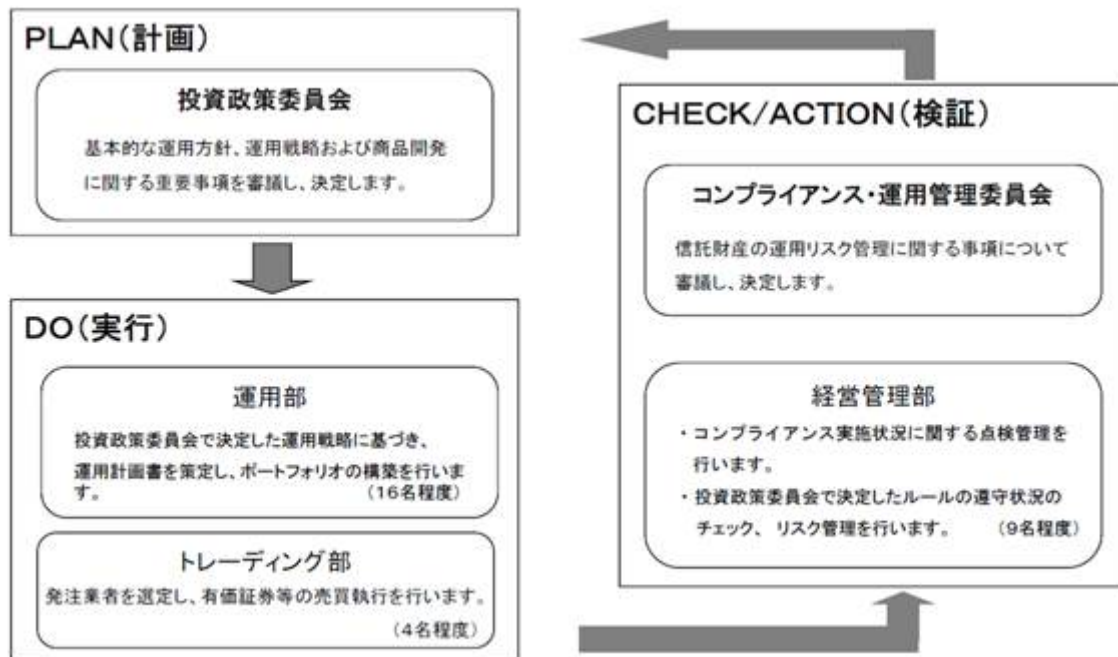 PLAN(計画)
投資政策委員会
基本的な運用方針、運用戦略および商品開発
に関する重要事項を審議し、決定します。
DO(実行)
運用部
投資政策委員会で決定した運用戦略に基づき、
運用計画書を策定し、ポートフォリオの構築を行いま
す。 (16名程度)
トレーディング部
発注業者を選定し、有価証券等の売買執行を行います。
(4名程度)
CHECK/ACTION(検証)
コンプライアンス・運用管理委員会
信託財産の運用リスク管理に関する事項について
審議し、決定します。
経営管理部
・コンプライアンス実施状況に関する点検管理を
行います。
・投資政策委員会で決定したルールの遵守状況の
チェック、リスク管理を行います。 (9名程度)